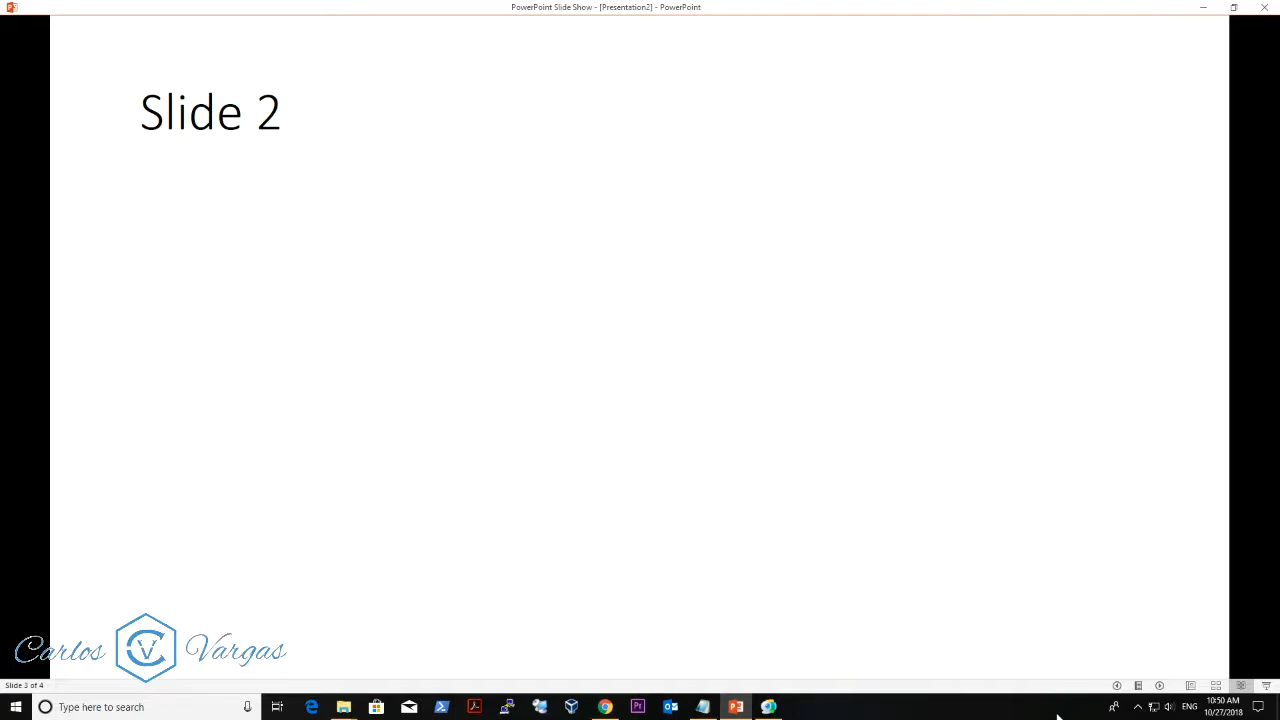 PowerPoint Slide Show - [Presentation2] - PowerPoint
Slide 2
Carlos CV Vargas
Slide 3 of 4
Type here to search
ENG
10:50 AM
10/27/2018